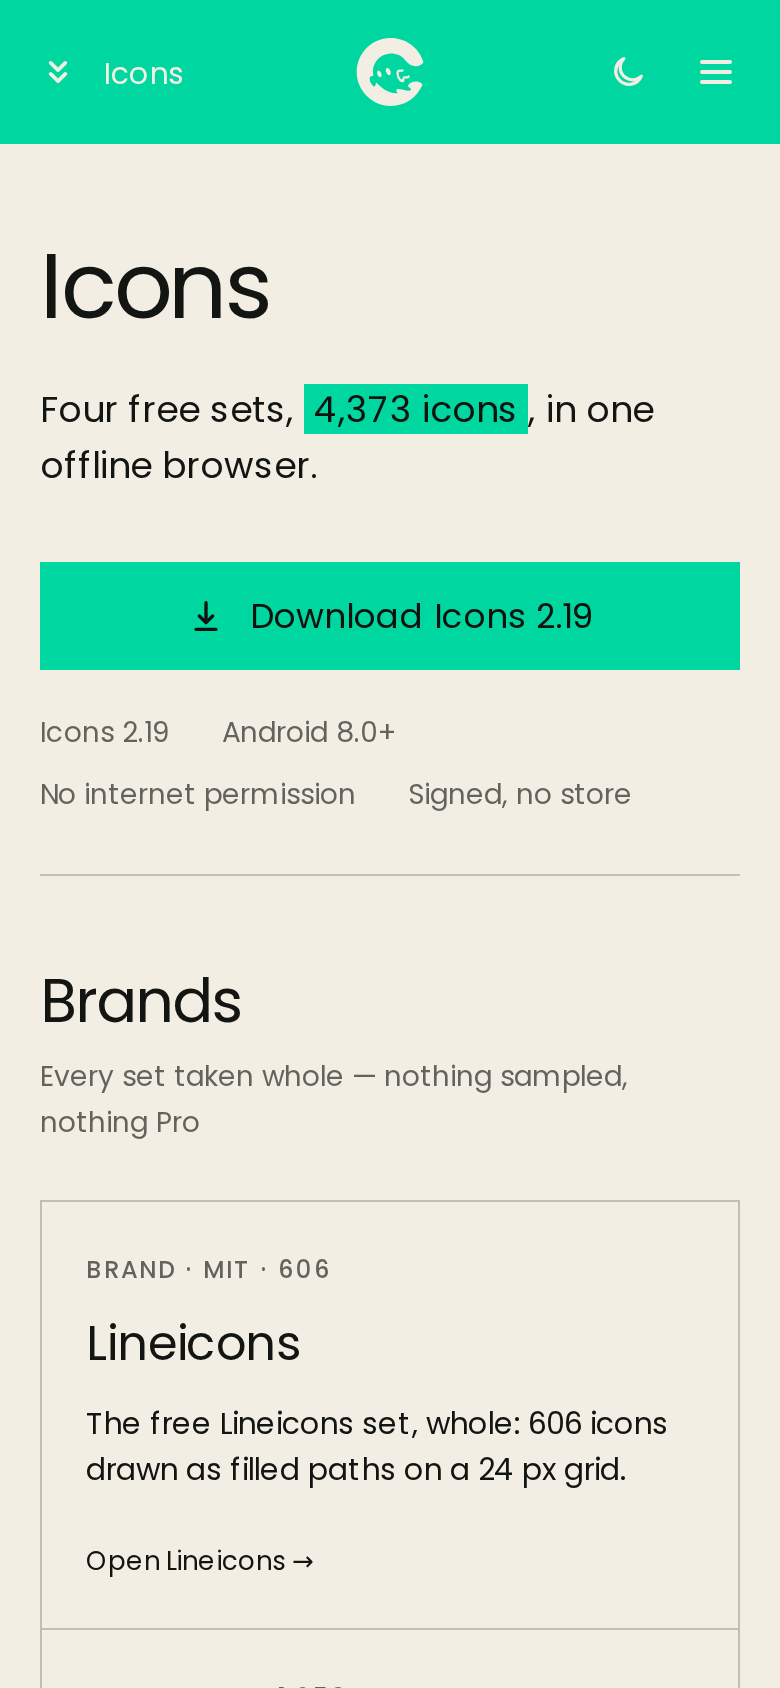 Icons
Icons
Four free sets, 4,373 icons , in one
offline browser.
Download Icons 2.19
Icons 2.19 Android 8.0+
No internet permission Signed, no store
Brands
Every set taken whole — nothing sampled,
nothing Pro
BRAND · MIT · 606
Lineicons
The free Lineicons set, whole: 606 icons
drawn as filled paths on a 24 px grid.
Open Lineicons →